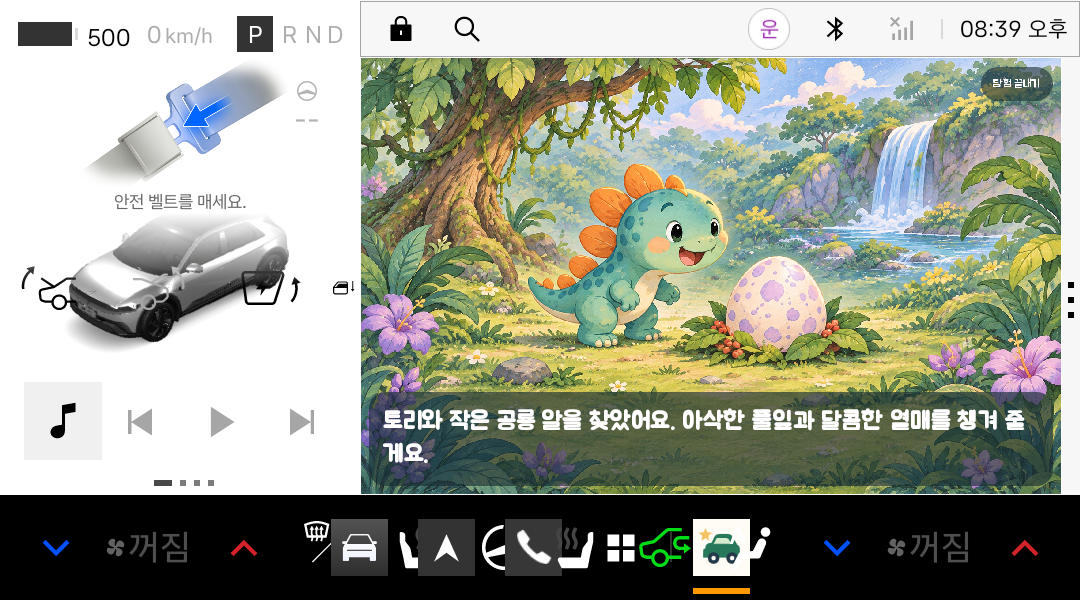 500
0 km/h
P R N D
운
08:39 오후
탐험 끝내기
안전 벨트를 매세요.
토리와 작은 공룡 알을 찾았어요. 아삭한 풀잎과 달콤한 열매를 챙겨 줄
게요.
꺼짐
꺼짐